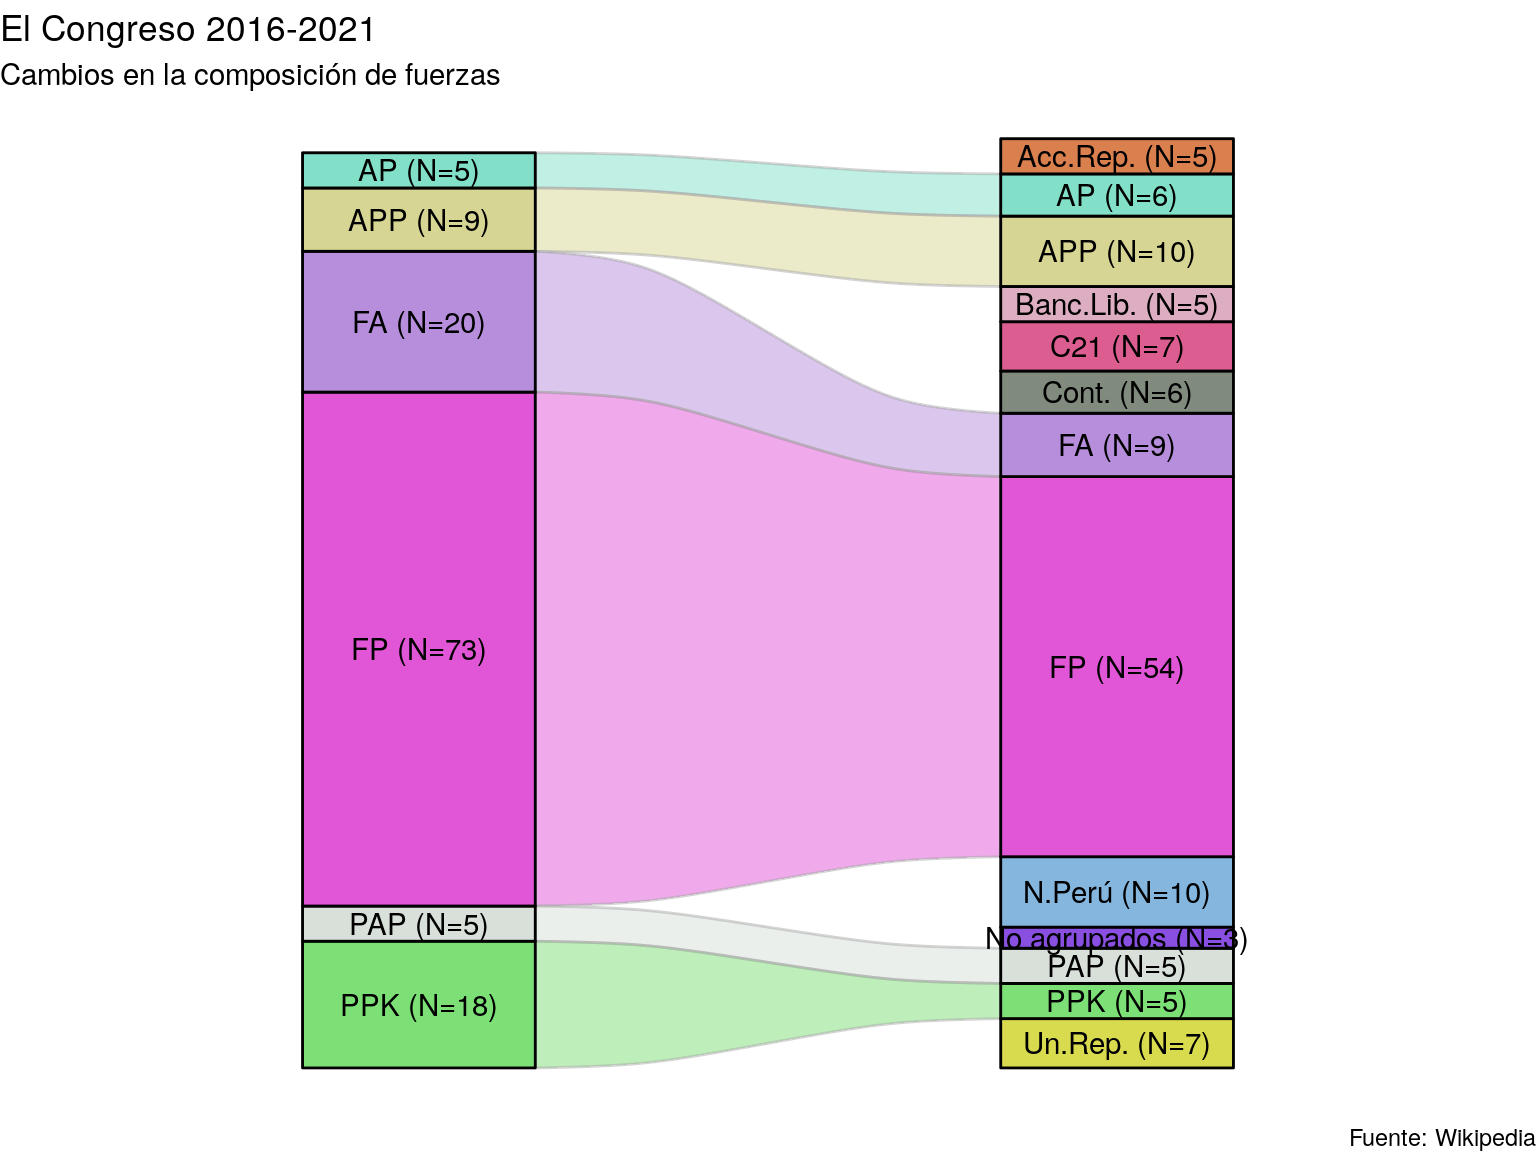 El Congreso 2016-2021
Cambios en la composición de fuerzas
AP (N=5)
APP (N=9)
FA (N=20)
FP (N=73)
PAP (N=5)
PPK (N=18)
Acc.Rep. (N=5)
AP (N=6)
APP (N=10)
Banc.Lib. (N=5)
C21 (N=7)
Cont. (N=6)
FA (N=9)
FP (N=54)
N.Perú (N=10)
No agrupados (N=3)
PAP (N=5)
PPK (N=5)
Un.Rep. (N=7)
Fuente: Wikipedia